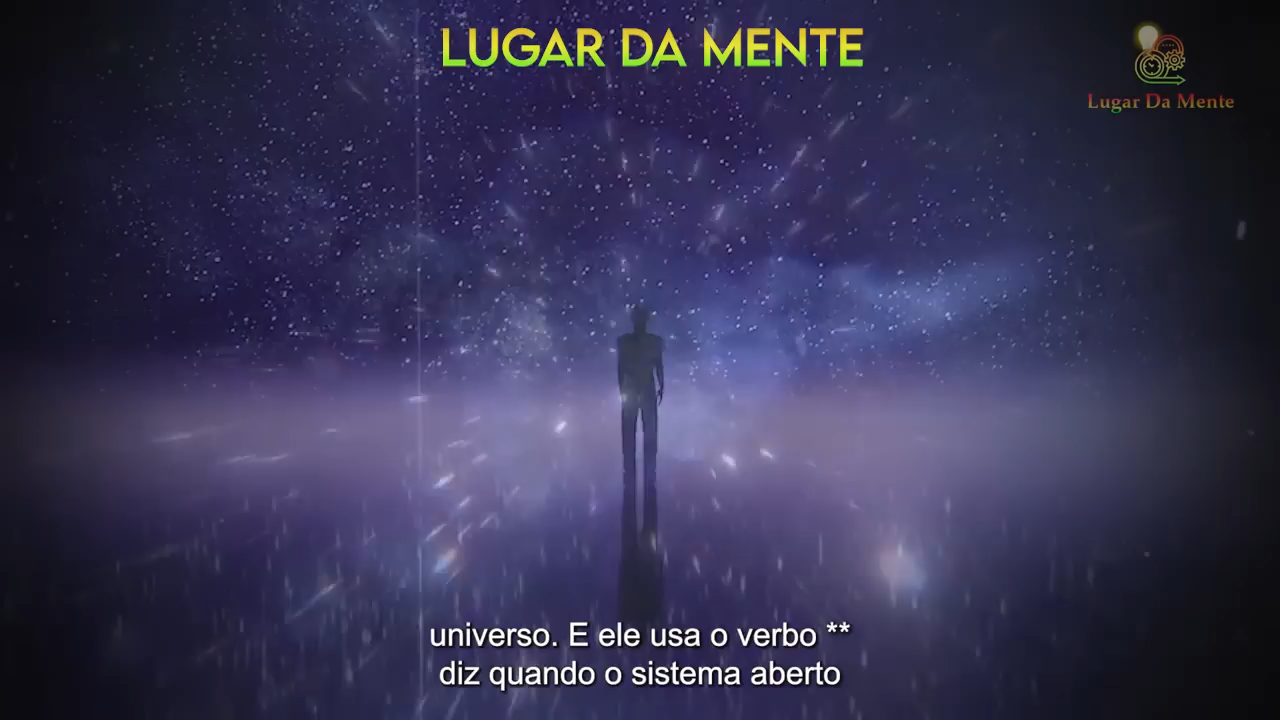 LUGAR DA MENTE
Lugar Da Mente
universo. E ele usa o verbo **
diz quando o sistema aberto